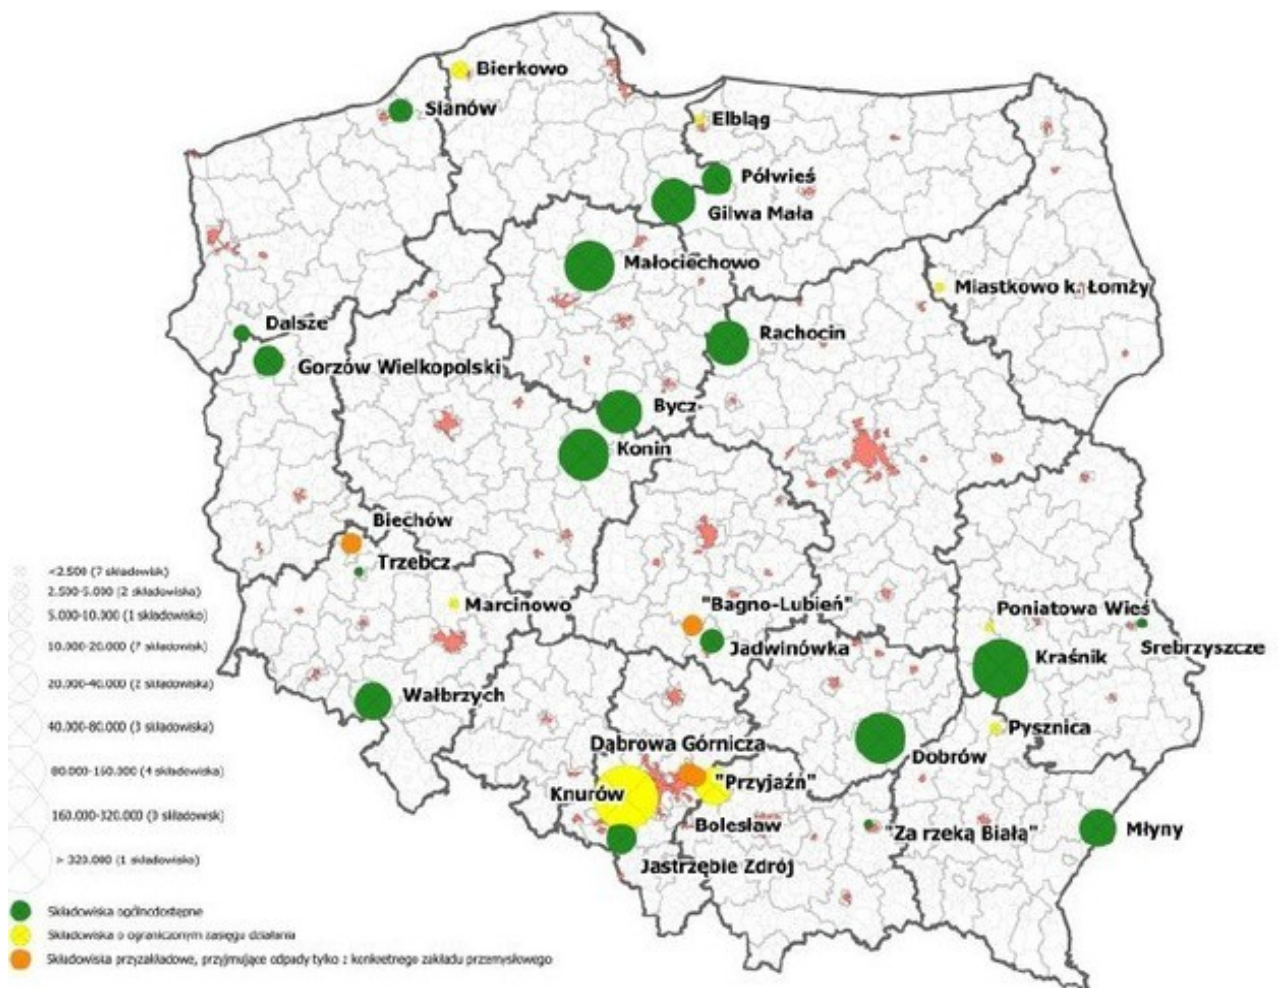 Bierkowo
Sianów
Elbląg
Półwieś
Gilwa Mała
Małociechowo
Miastkowo k. Łomży
Dalsze
Rachocin
Gorzów Wielkopolski
Bycz
Konin
Biechów
Trzebcz
Marcinowo
"Bagno-Lubień"
Poniatowa Wieś
Jadwinówka
Srebrzyszcze
Kraśnik
Wałbrzych
Pysznica
Dąbrowa Górnicza
Dobrów
"Przyjaźń"
Knurów
Bolesław
"Za rzeką Białą"
Młyny
Jastrzębie Zdrój
<2.500 (7 składowisk)
2.500-5.000 (2 składowiska)
5.000-10.000 (1 składowisko)
10.000-20.000 (7 składowisk)
20.000-40.000 (2 składowiska)
40.000-80.000 (3 składowiska)
80.000-160.000 (4 składowiska)
160.000-320.000 (3 składowisk)
> 320.000 (1 składowisko)
Składowiska ogólnodostępne
Składowiska o ograniczonym zasięgu działania
Składowiska przyzakładowe, przyjmujące odpady tylko z konkretnego zakładu przemysłowego